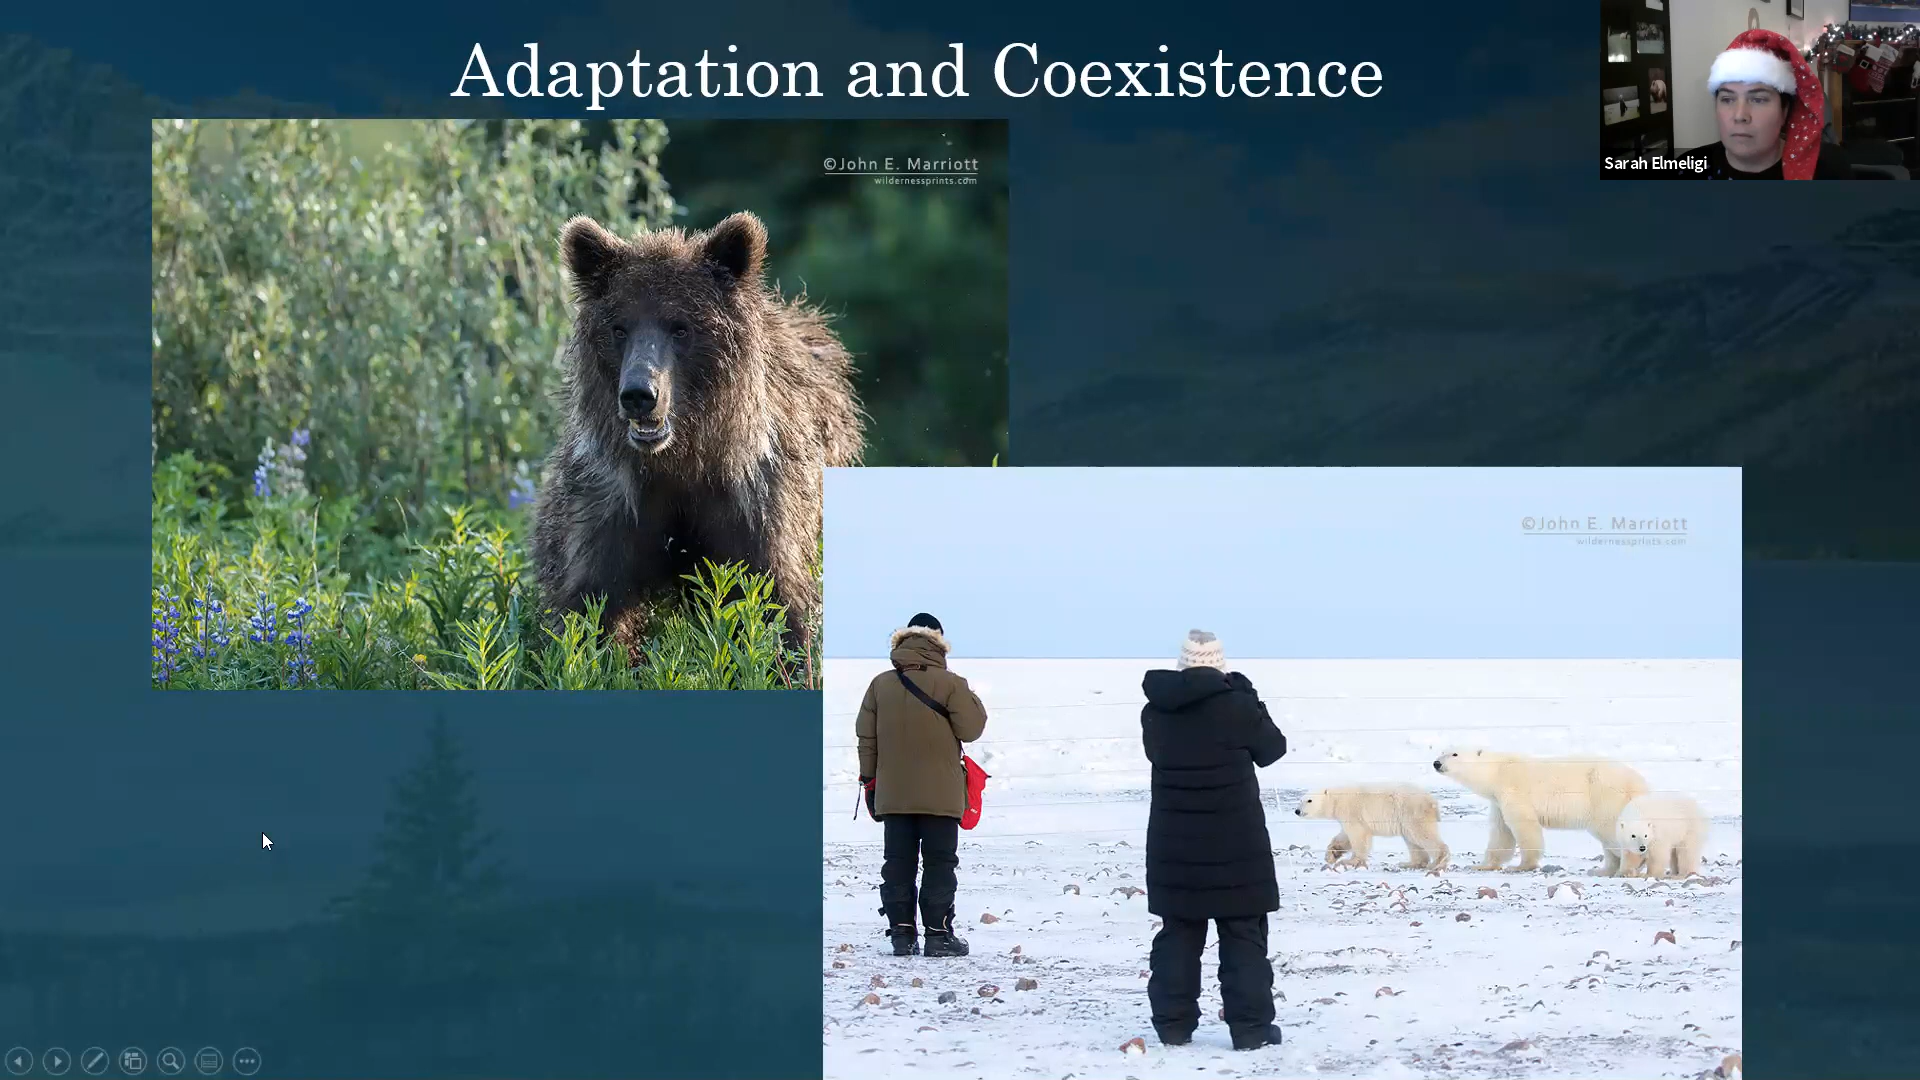 Adaptation and Coexistence
©John E. Marriott
wildernessprints.com
Sarah Elmeligi
©John E. Marriott
wildernessprints.com